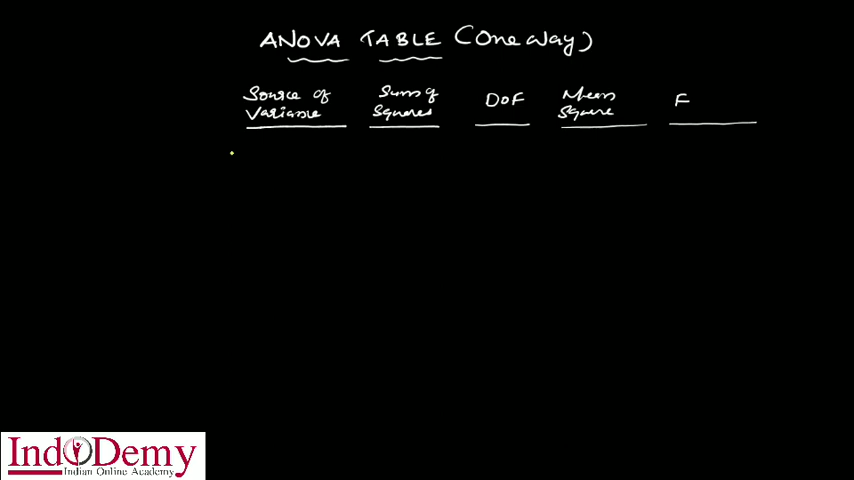 ANOVA TABLE (One way)
Source of Sum of DoF Mean F
Variance Squares Square
IndoDemy
Indian Online Academy